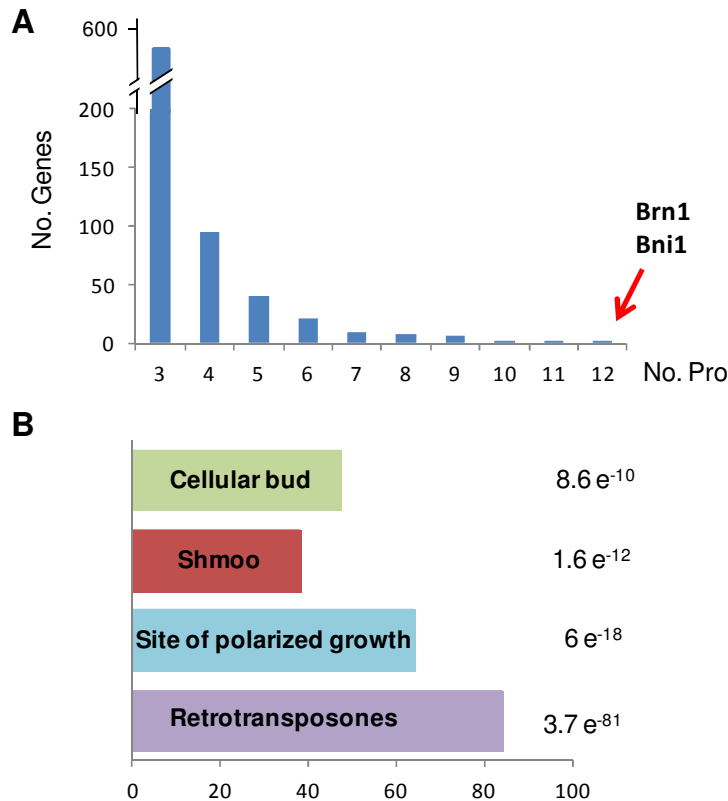 A
600
200
150
100
50
0
No. Genes
Brn1
Bni1
3 4 5 6 7 8 9 10 11 12 No. Pro
B
Cellular bud 8.6 e-10
Shmoo 1.6 e-12
Site of polarized growth 6 e-18
Retrotransposones 3.7 e-81
0 20 40 60 80 100